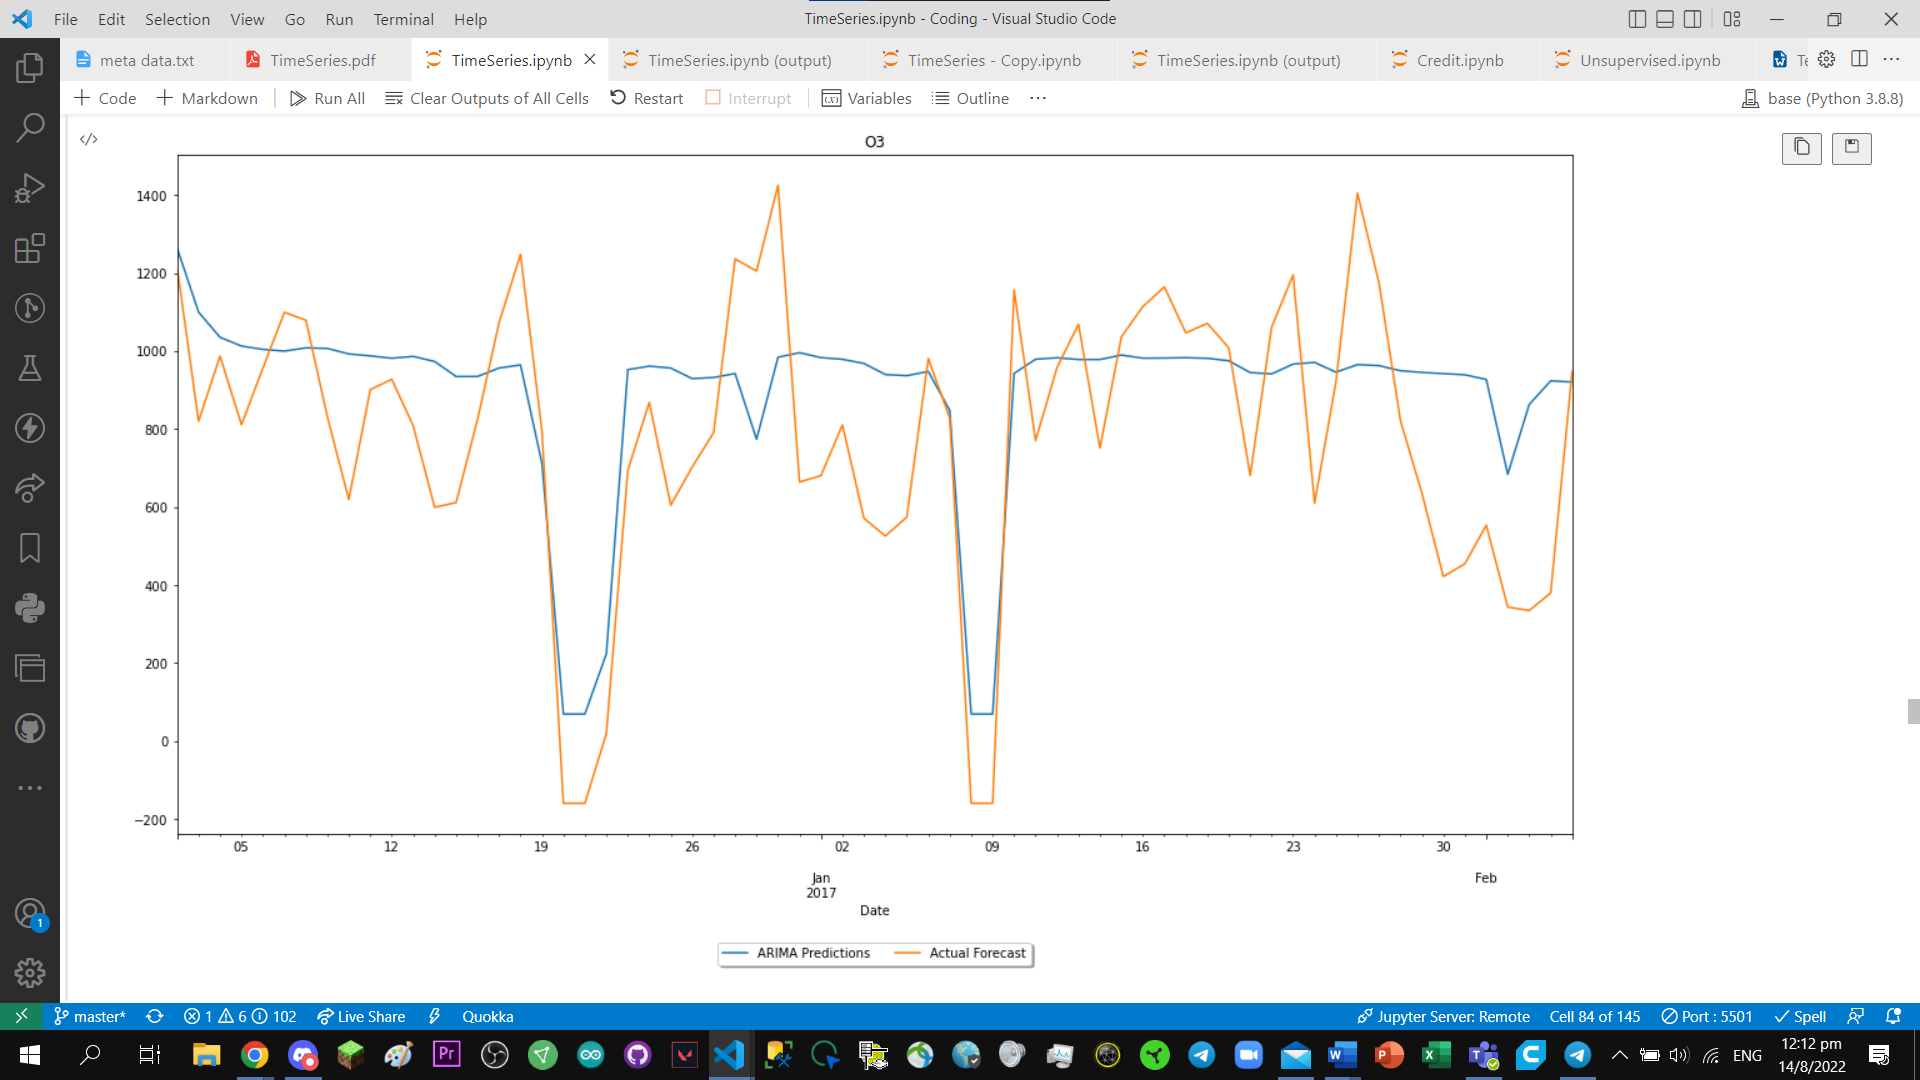 File Edit Selection View Go Run Terminal Help
TimeSeries.ipynb - Coding - Visual Studio Code
meta data.txt TimeSeries.pdf TimeSeries.ipynb TimeSeries.ipynb (output) TimeSeries - Copy.ipynb TimeSeries.ipynb (output) Credit.ipynb Unsupervised.ipynb Te
Code Markdown Run All Clear Outputs of All Cells Restart Interrupt Variables Outline base (Python 3.8.8)
O3
1400
1200
1000
800
600
400
200
0
−200
05 12 19 26 02 09 16 23 30
Jan Feb
2017
Date
ARIMA Predictions Actual Forecast
1
master* 1 6 102 Live Share Quokka Jupyter Server: Remote Cell 84 of 145 Port : 5501 Spell
Pr ENG 12:12 pm
14/8/2022